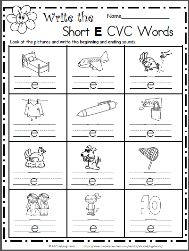 Write the
Name
Short E CVC Words
Look at the pictures and write the beginning and ending sounds.
e e e
e e e
e e e
e e e
10